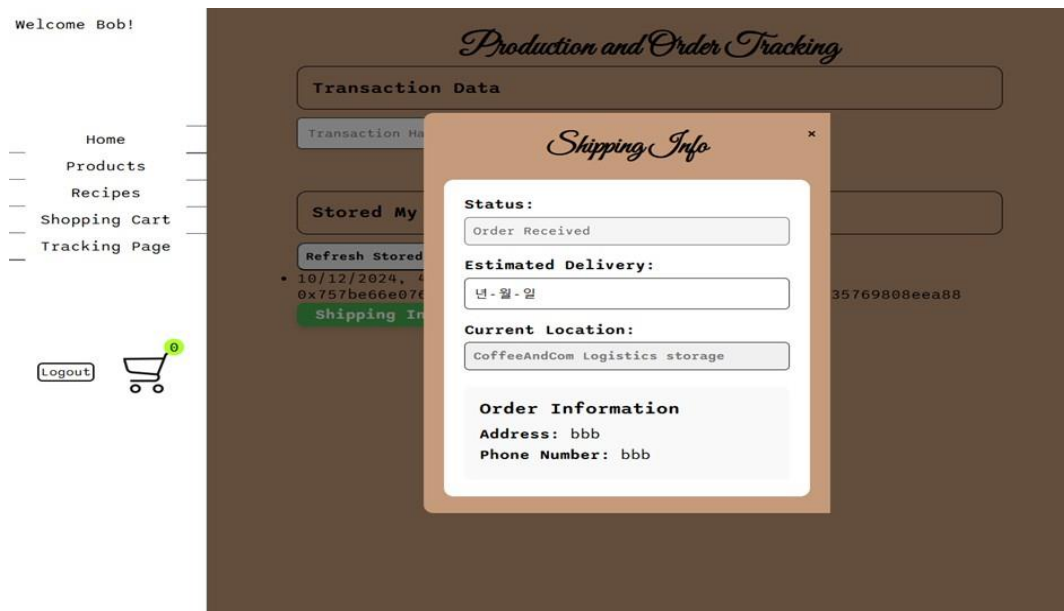 Welcome Bob!
Home
Products
Recipes
Shopping Cart
Tracking Page
0
Logout
Production and Order Tracking
Transaction Data
Transaction Ha
Stored My
Refresh Stored
10/12/2024, 4
0x757be66e076
35769808eea88
Shipping In
Shipping Info
×
Status:
Order Received
Estimated Delivery:
년-월-일
Current Location:
CoffeeAndCom Logistics storage
Order Information
Address: bbb
Phone Number: bbb